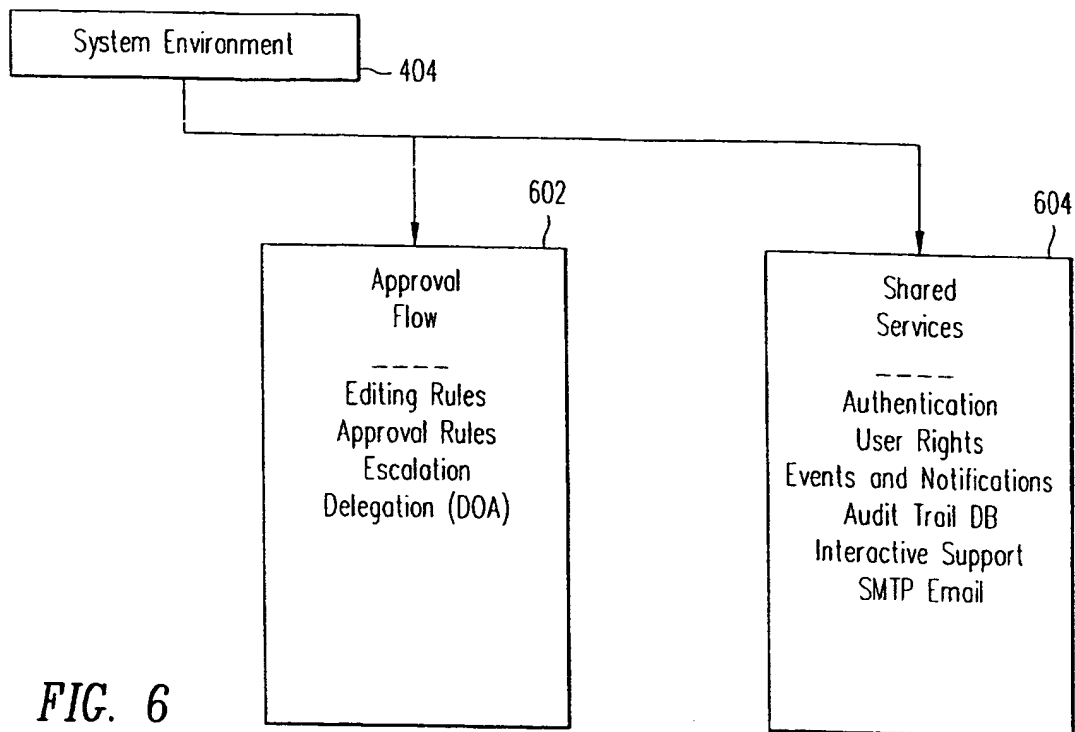 System Environment
404
602
604
Approval
Flow
Editing Rules
Approval Rules
Escalation
Delegation (DOA)
Shared
Services
Authentication
User Rights
Events and Notifications
Audit Trail DB
Interactive Support
SMTP Email
FIG. 6